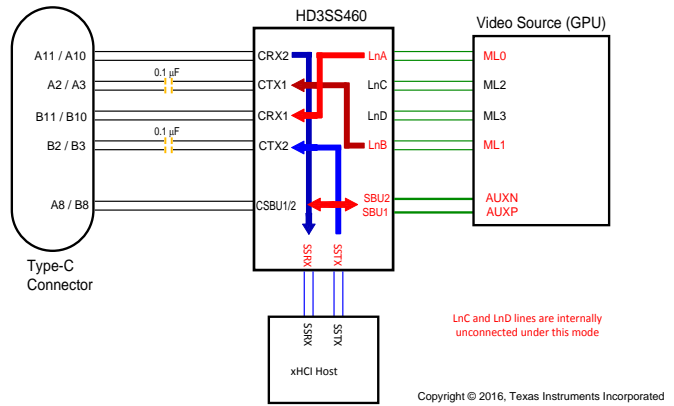 HD3SS460
Video Source (GPU)
A11 / A10
CRX2
LnA
ML0
0.1 µF
A2 / A3
CTX1
LnC
ML2
B11 / B10
CRX1
LnD
ML3
0.1 µF
B2 / B3
CTX2
LnB
ML1
A8 / B8
CSBU1/2
SBU2
SBU1
AUXN
AUXP
SSRX
SSTX
Type-C
Connector
LnC and LnD lines are internally
unconnected under this mode
SSRX
SSTX
xHCI Host
Copyright © 2016, Texas Instruments Incorporated